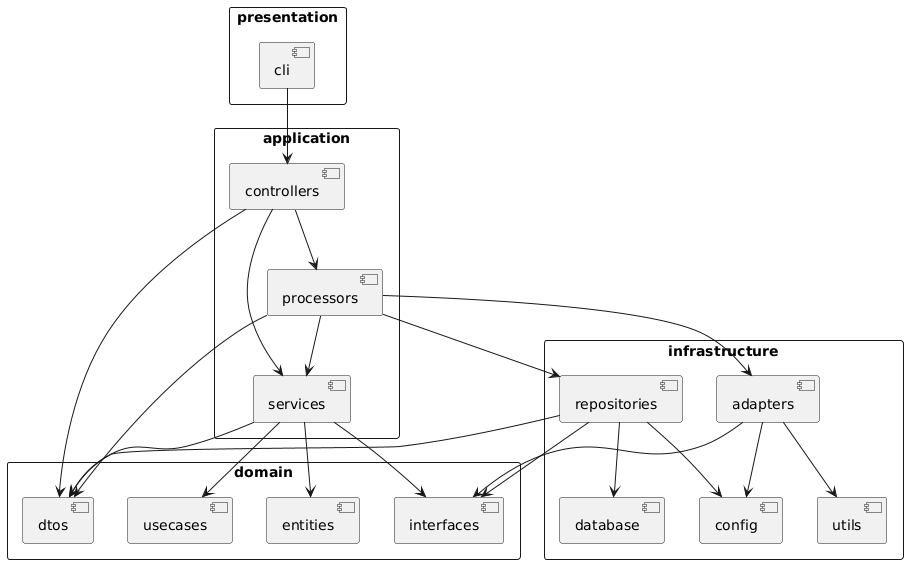 presentation
cli
application
controllers
processors
infrastructure
services
repositories
adapters
domain
dtos
usecases
entities
interfaces
database
config
utils